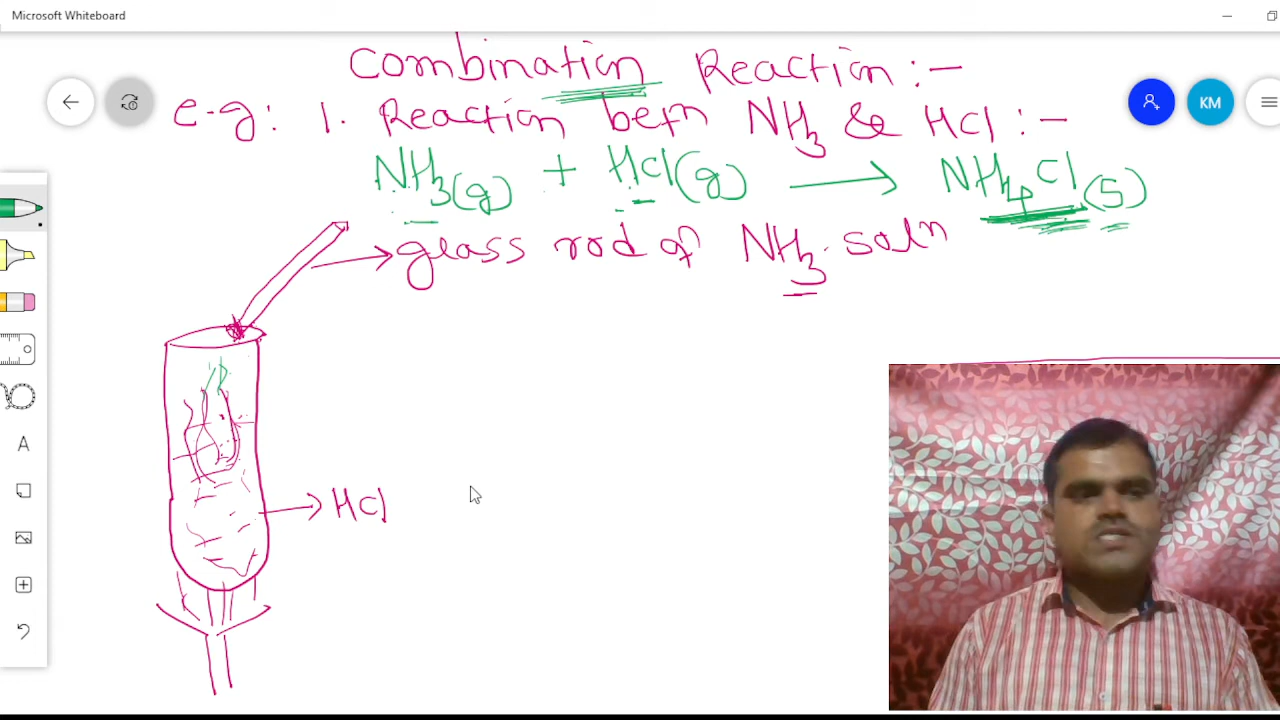 Microsoft Whiteboard
Combination Reaction :-
e.g: 1. Reaction betn NH3 & HCl :-
NH3(g) + HCl(g) → NH4Cl(s)
→ glass rod of NH3 soln
→ HCl
KM
A